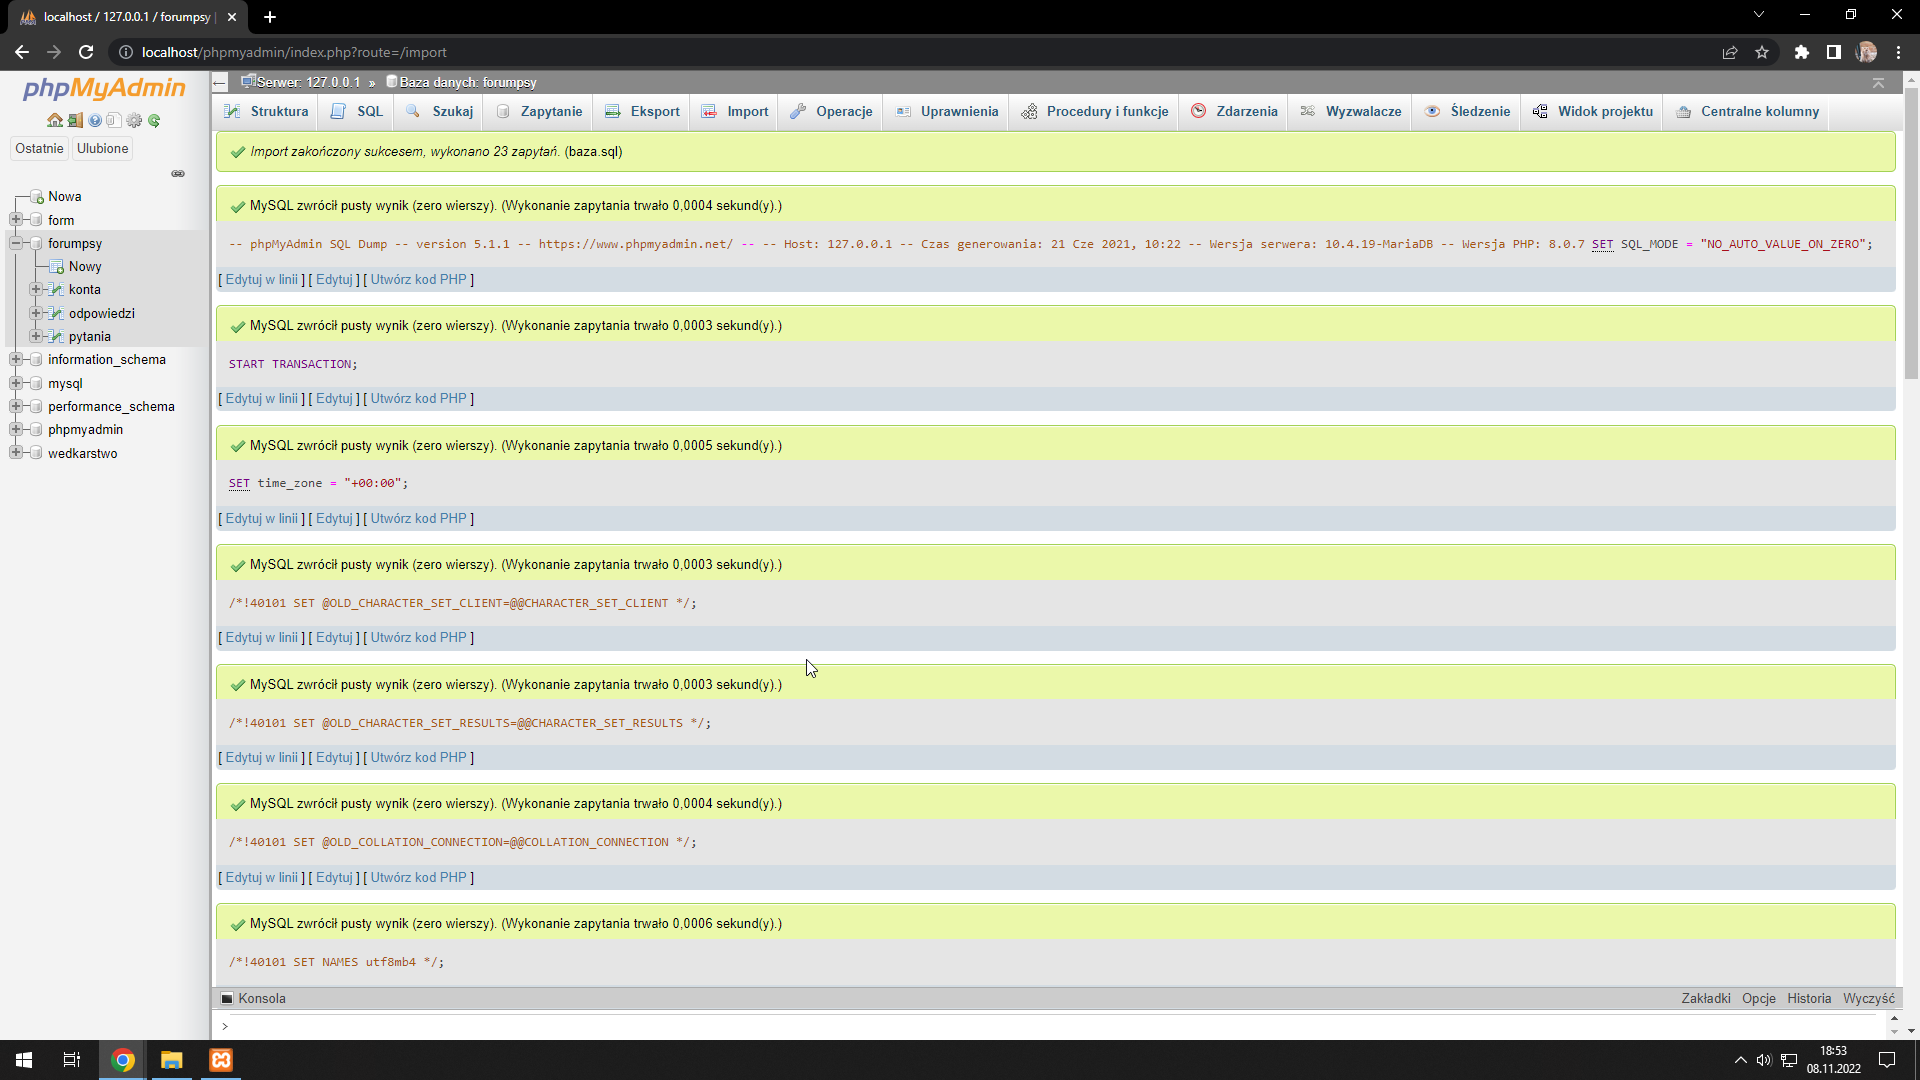 localhost / 127.0.0.1 / forumpsy |
localhost/phpmyadmin/index.php?route=/import
phpMyAdmin
Ostatnie Ulubione
Nowa
form
forumpsy
Nowy
konta
odpowiedzi
pytania
information_schema
mysql
performance_schema
phpmyadmin
wedkarstwo
Serwer: 127.0.0.1 » Baza danych: forumpsy
Struktura SQL Szukaj Zapytanie Eksport Import Operacje Uprawnienia Procedury i funkcje Zdarzenia Wyzwalacze Śledzenie Widok projektu Centralne kolumny
Import zakończony sukcesem, wykonano 23 zapytań. (baza.sql)
MySQL zwrócił pusty wynik (zero wierszy). (Wykonanie zapytania trwało 0,0004 sekund(y).)
-- phpMyAdmin SQL Dump -- version 5.1.1 -- https://www.phpmyadmin.net/ -- -- Host: 127.0.0.1 -- Czas generowania: 21 Cze 2021, 10:22 -- Wersja serwera: 10.4.19-MariaDB -- Wersja PHP: 8.0.7 SET SQL_MODE = "NO_AUTO_VALUE_ON_ZERO";
[ Edytuj w linii ] [ Edytuj ] [ Utwórz kod PHP ]
MySQL zwrócił pusty wynik (zero wierszy). (Wykonanie zapytania trwało 0,0003 sekund(y).)
START TRANSACTION;
[ Edytuj w linii ] [ Edytuj ] [ Utwórz kod PHP ]
MySQL zwrócił pusty wynik (zero wierszy). (Wykonanie zapytania trwało 0,0005 sekund(y).)
SET time_zone = "+00:00";
[ Edytuj w linii ] [ Edytuj ] [ Utwórz kod PHP ]
MySQL zwrócił pusty wynik (zero wierszy). (Wykonanie zapytania trwało 0,0003 sekund(y).)
/*!40101 SET @OLD_CHARACTER_SET_CLIENT=@@CHARACTER_SET_CLIENT */;
[ Edytuj w linii ] [ Edytuj ] [ Utwórz kod PHP ]
MySQL zwrócił pusty wynik (zero wierszy). (Wykonanie zapytania trwało 0,0003 sekund(y).)
/*!40101 SET @OLD_CHARACTER_SET_RESULTS=@@CHARACTER_SET_RESULTS */;
[ Edytuj w linii ] [ Edytuj ] [ Utwórz kod PHP ]
MySQL zwrócił pusty wynik (zero wierszy). (Wykonanie zapytania trwało 0,0004 sekund(y).)
/*!40101 SET @OLD_COLLATION_CONNECTION=@@COLLATION_CONNECTION */;
[ Edytuj w linii ] [ Edytuj ] [ Utwórz kod PHP ]
MySQL zwrócił pusty wynik (zero wierszy). (Wykonanie zapytania trwało 0,0006 sekund(y).)
/*!40101 SET NAMES utf8mb4 */;
Konsola Zakładki Opcje Historia Wyczyść
>
18:53
08.11.2022